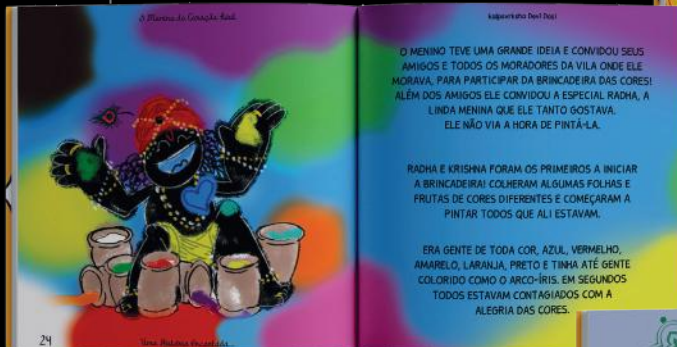 O Menino do Coração Azul
24
Uma História Encantada
Kalpavrksha Devi Dasi
O MENINO TEVE UMA GRANDE IDEIA E CONVIDOU SEUS
AMIGOS E TODOS OS MORADORES DA VILA ONDE ELE
MORAVA, PARA PARTICIPAR DA BRINCADEIRA DAS CORES!
ALÉM DOS AMIGOS ELE CONVIDOU A ESPECIAL RADHA, A
LINDA MENINA QUE ELE TANTO GOSTAVA.
ELE NÃO VIA A HORA DE PINTÁ-LA.
RADHA E KRISHNA FORAM OS PRIMEIROS A INICIAR
A BRINCADEIRA! COLHERAM ALGUMAS FOLHAS E
FRUTAS DE CORES DIFERENTES E COMEÇARAM A
PINTAR TODOS QUE ALI ESTAVAM.
ERA GENTE DE TODA COR, AZUL, VERMELHO,
AMARELO, LARANJA, PRETO E TINHA ATÉ GENTE
COLORIDO COMO O ARCO-ÍRIS. EM SEGUNDOS
TODOS ESTAVAM CONTAGIADOS COM A
ALEGRIA DAS CORES.